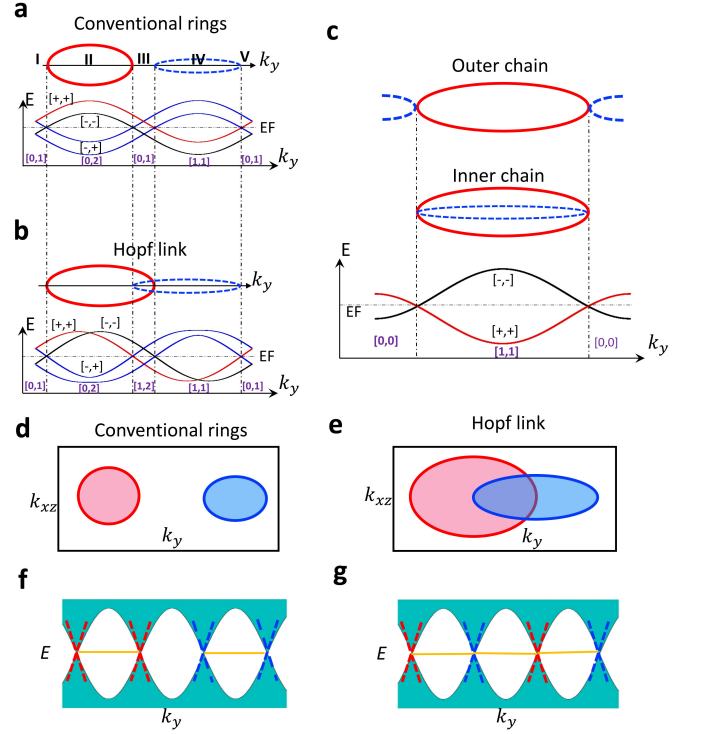 a
Conventional rings
I II III IV V k_y
E
[+,+]
[-,-]
EF
[-,+]
[0,1] [0,2] [0,1] [1,1] [0,1]
k_y
b
Hopf link
k_y
E
[+,+] [-,-]
EF
[-,+]
[0,1] [0,2] [1,2] [1,1] [0,1]
k_y
c
Outer chain
Inner chain
E
[-,-]
EF
[+,+]
[0,0] [1,1] [0,0]
k_y
d
Conventional rings
k_xz
k_y
e
Hopf link
k_xz
k_y
f
E
k_y
g
E
k_y